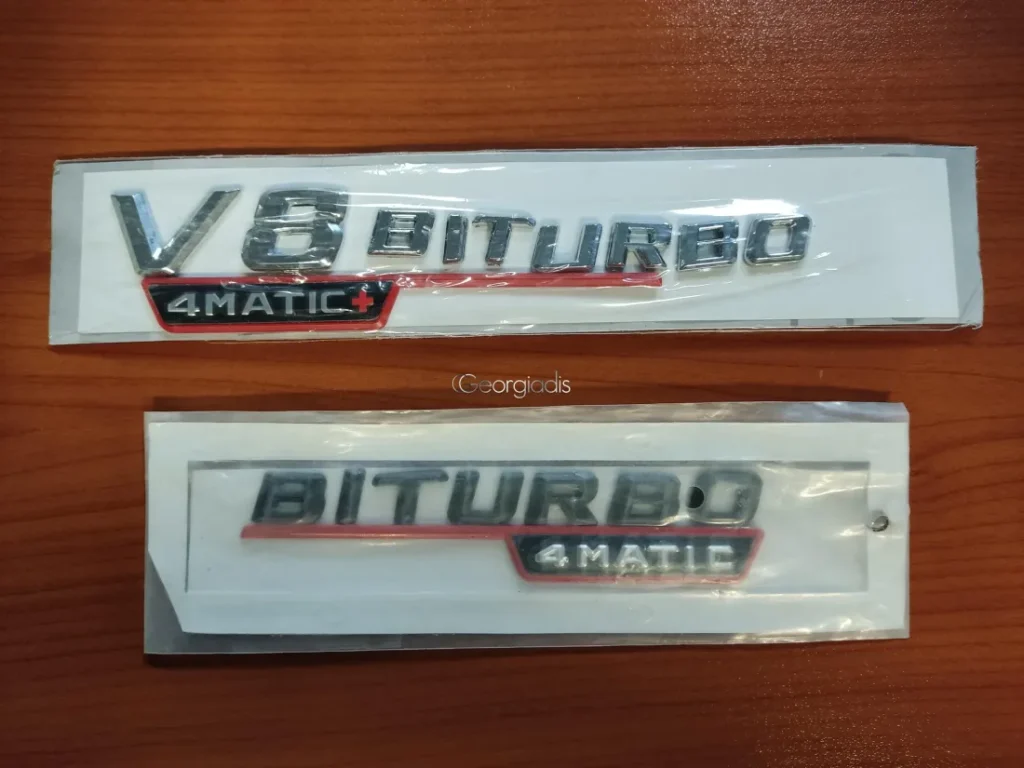 V8 BITURBO
4MATIC+
Georgiadis
BITURBO
4MATIC